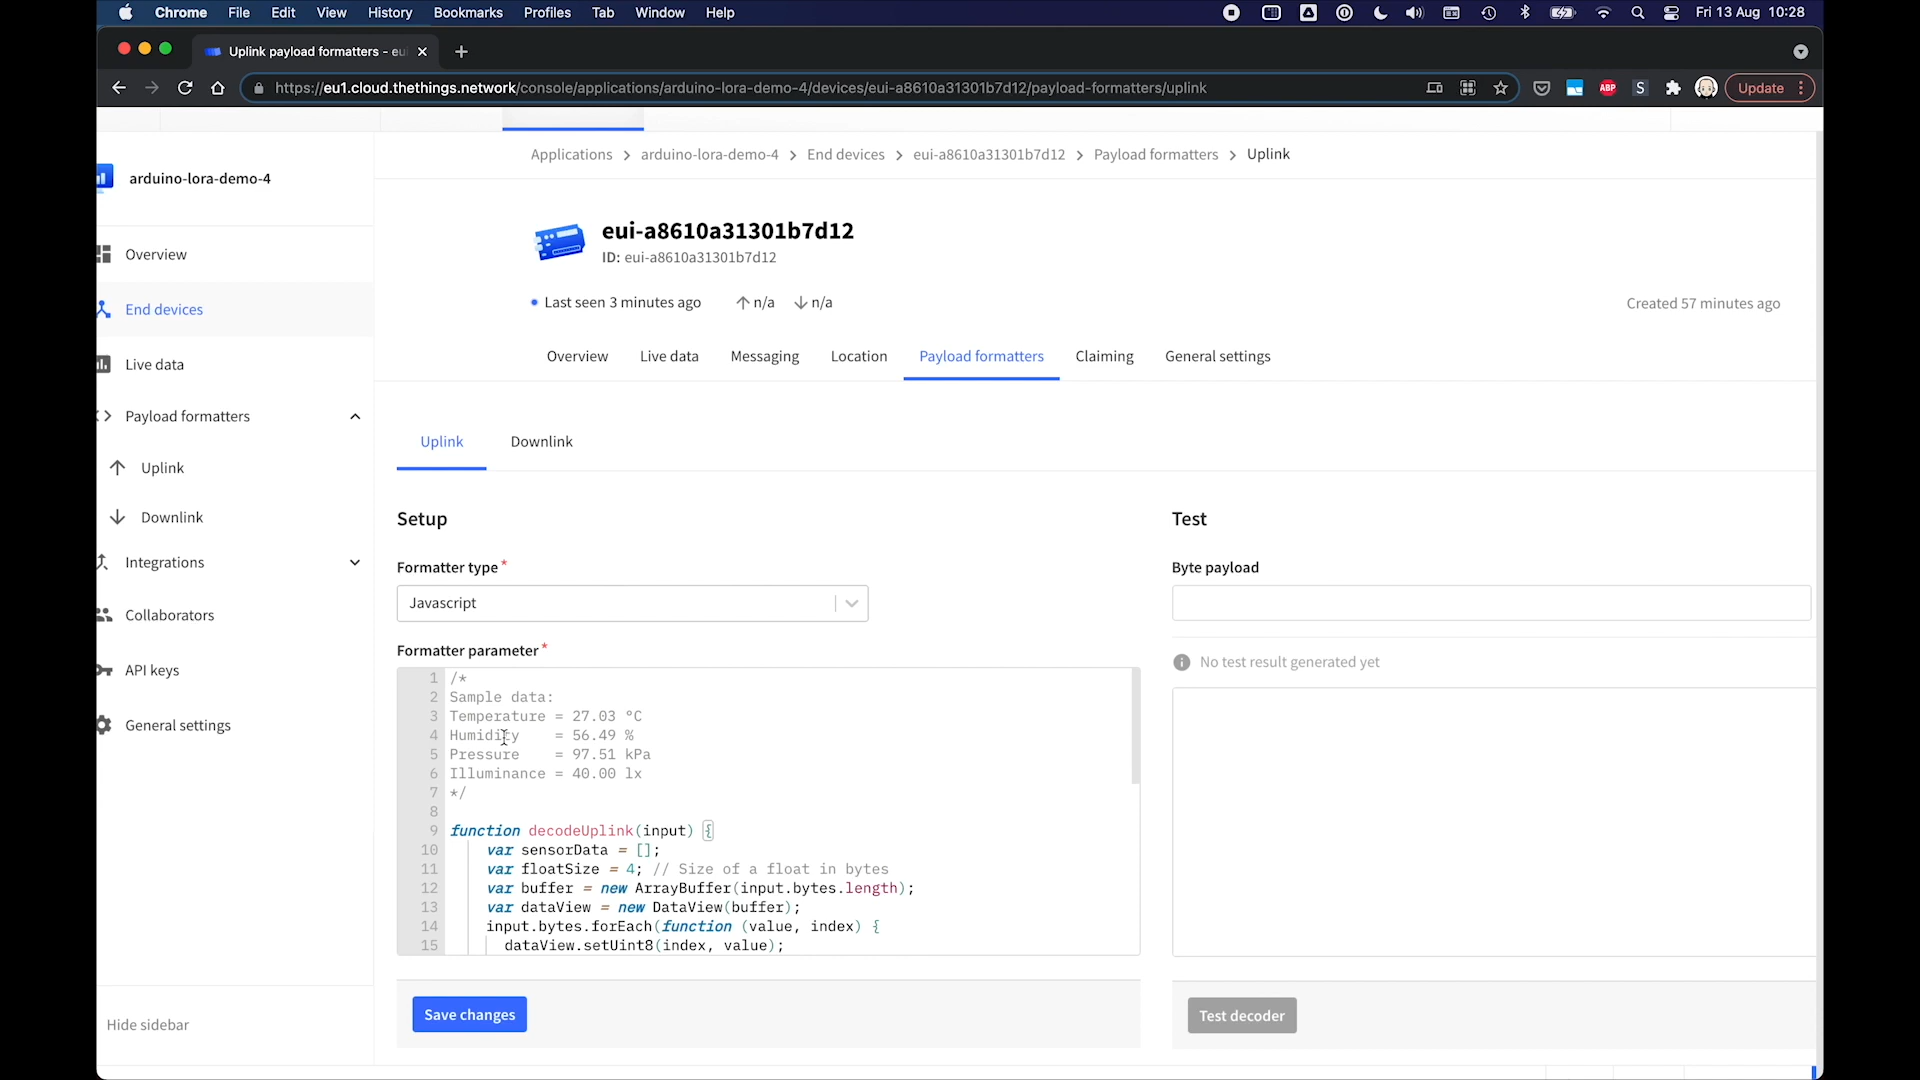 Chrome File Edit View History Bookmarks Profiles Tab Window Help Fri 13 Aug 10:28
Uplink payload formatters - eui
https://eu1.cloud.thethings.network/console/applications/arduino-lora-demo-4/devices/eui-a8610a31301b7d12/payload-formatters/uplink ABP S Update
Applications > arduino-lora-demo-4 > End devices > eui-a8610a31301b7d12 > Payload formatters > Uplink
arduino-lora-demo-4
Overview
End devices
Live data
Payload formatters
Uplink
Downlink
Integrations
Collaborators
API keys
General settings
Hide sidebar
eui-a8610a31301b7d12
ID: eui-a8610a31301b7d12
Last seen 3 minutes ago ↑ n/a ↓ n/a Created 57 minutes ago
Overview Live data Messaging Location Payload formatters Claiming General settings
Uplink Downlink
Setup
Formatter type *
Javascript
Formatter parameter *
1 /*
2 Sample data:
3 Temperature = 27.03 °C
4 Humidity = 56.49 %
5 Pressure = 97.51 kPa
6 Illuminance = 40.00 lx
7 */
8
9 function decodeUplink(input) {
10 var sensorData = [];
11 var floatSize = 4; // Size of a float in bytes
12 var buffer = new ArrayBuffer(input.bytes.length);
13 var dataView = new DataView(buffer);
14 input.bytes.forEach(function (value, index) {
15 dataView.setUint8(index, value);
Save changes
Test
Byte payload
No test result generated yet
Test decoder